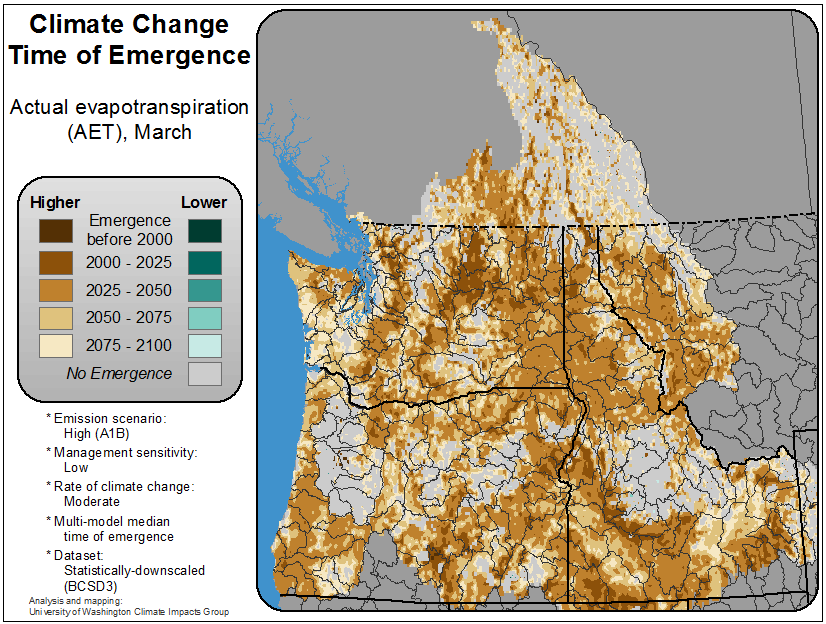 Climate Change
Time of Emergence
Actual evapotranspiration
(AET), March
Higher
Lower
Emergence
before 2000
2000 - 2025
2025 - 2050
2050 - 2075
2075 - 2100
No Emergence
* Emission scenario:
High (A1B)
* Management sensitivity:
Low
* Rate of climate change:
Moderate
* Multi-model median
time of emergence
* Dataset:
Statistically-downscaled
(BCSD3)
Analysis and mapping:
University of Washington Climate Impacts Group